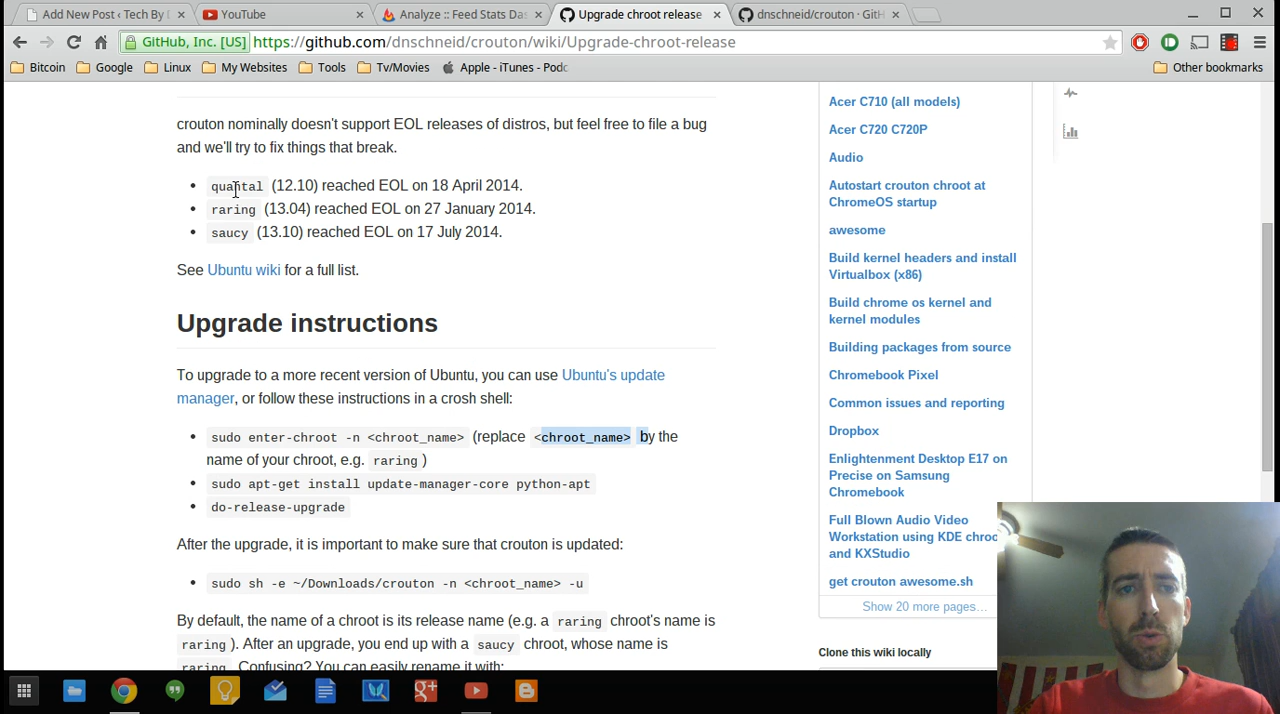 Add New Post ‹ Tech By
YouTube
Analyze :: Feed Stats Das
Upgrade chroot release
dnschneid/crouton · GitH
GitHub, Inc. [US] https://github.com/dnschneid/crouton/wiki/Upgrade-chroot-release
Bitcoin Google Linux My Websites Tools Tv/Movies Apple - iTunes - Podc Other bookmarks
crouton nominally doesn't support EOL releases of distros, but feel free to file a bug
and we'll try to fix things that break.
• quantal (12.10) reached EOL on 18 April 2014.
• raring (13.04) reached EOL on 27 January 2014.
• saucy (13.10) reached EOL on 17 July 2014.
See Ubuntu wiki for a full list.
Upgrade instructions
To upgrade to a more recent version of Ubuntu, you can use Ubuntu's update
manager, or follow these instructions in a crosh shell:
• sudo enter-chroot -n <chroot_name> (replace <chroot_name> by the
name of your chroot, e.g. raring )
• sudo apt-get install update-manager-core python-apt
• do-release-upgrade
After the upgrade, it is important to make sure that crouton is updated:
• sudo sh -e ~/Downloads/crouton -n <chroot_name> -u
By default, the name of a chroot is its release name (e.g. a raring chroot's name is
raring ). After an upgrade, you end up with a saucy chroot, whose name is
raring . Confusing? You can easily rename it with:
Acer C710 (all models)
Acer C720 C720P
Audio
Autostart crouton chroot at
ChromeOS startup
awesome
Build kernel headers and install
Virtualbox (x86)
Build chrome os kernel and
kernel modules
Building packages from source
Chromebook Pixel
Common issues and reporting
Dropbox
Enlightenment Desktop E17 on
Precise on Samsung
Chromebook
Full Blown Audio Video
Workstation using KDE chroo
and KXStudio
get crouton awesome.sh
Show 20 more pages…
Clone this wiki locally